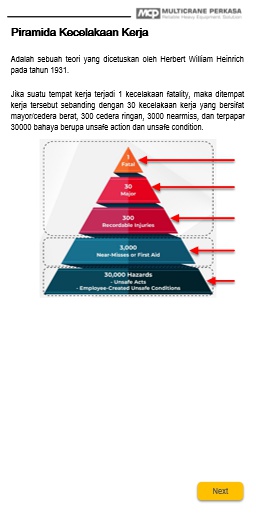 MCP MULTICRANE PERKASA
Reliable Heavy Equipment Solution
Piramida Kecelakaan Kerja
Adalah sebuah teori yang dicetuskan oleh Herbert William Heinrich
pada tahun 1931.
Jika suatu tempat kerja terjadi 1 kecelakaan fatality, maka ditempat
kerja tersebut sebanding dengan 30 kecelakaan kerja yang bersifat
mayor/cedera berat, 300 cedera ringan, 3000 nearmiss, dan terpapar
30000 bahaya berupa unsafe action dan unsafe condition.
1
Fatal
30
Major
300
Recordable Injuries
3,000
Near-Misses or First Aid
30,000 Hazards
- Unsafe Acts
- Employee-Created Unsafe Conditions
Next